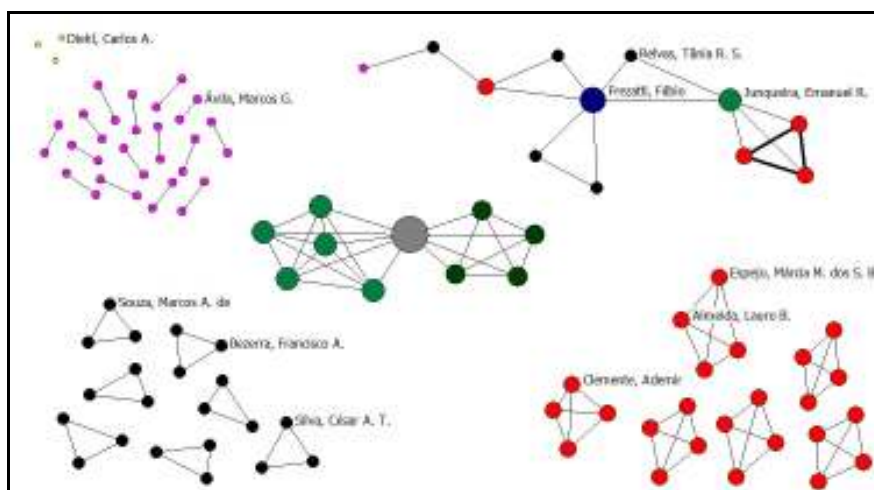 Diehl, Carlos A.
Relvas, Tânia R. S.
Ávila, Marcos G.
Frezatti, Fábio
Junqueira, Emanuel R.
Espejo, Márcia M. dos S. B
Souza, Marcos A. de
Almeida, Lauro B.
Bezerra, Francisco A.
Clemente, Ademir
Silva, César A. T.